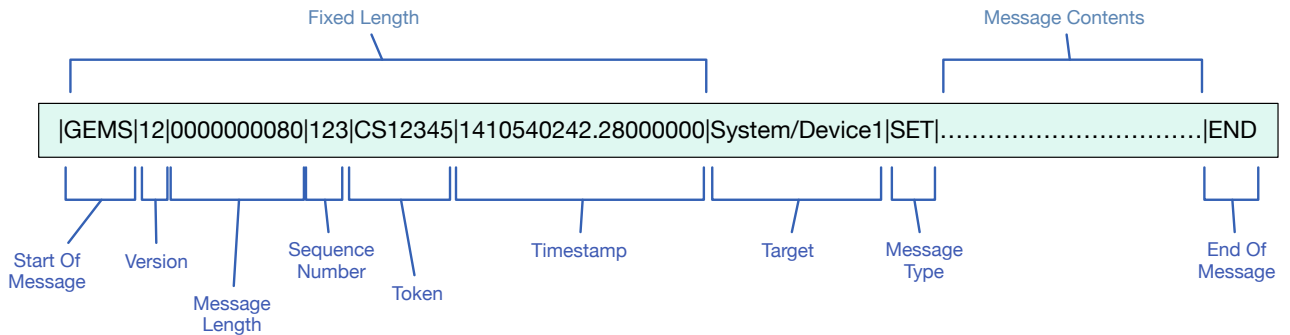 Fixed Length
Message Contents
|GEMS|12|0000000080|123|CS12345|1410540242.28000000|System/Device1|SET|.................................|END
Start Of
Message
Version
Message
Length
Sequence
Number
Token
Timestamp
Target
Message
Type
End Of
Message